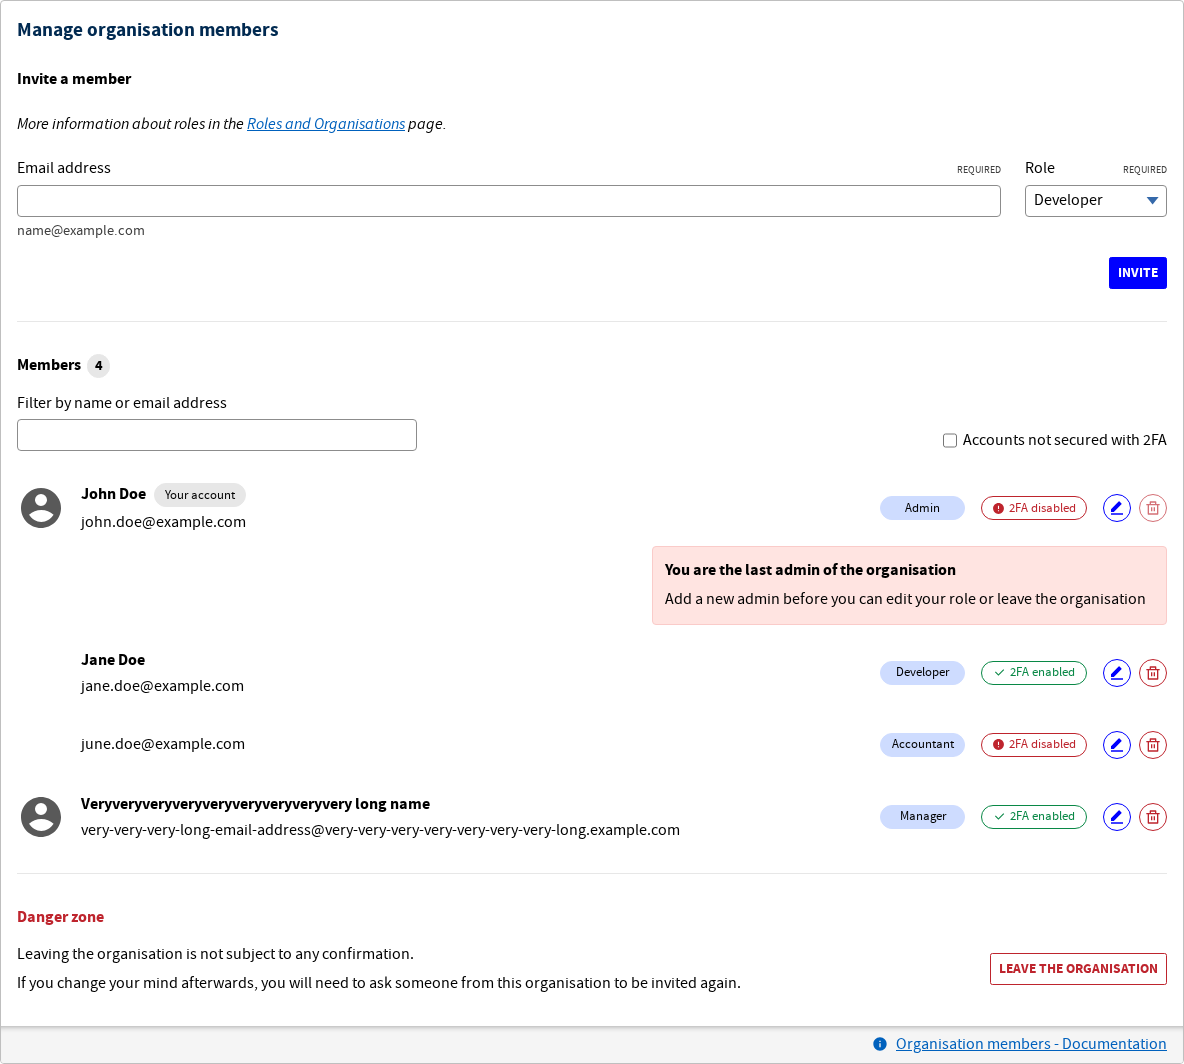 Manage organisation members
Invite a member
More information about roles in the Roles and Organisations page.
Email address REQUIRED Role REQUIRED
Developer
name@example.com
INVITE
Members 4
Filter by name or email address
Accounts not secured with 2FA
John Doe Your account
john.doe@example.com
Admin 2FA disabled
You are the last admin of the organisation
Add a new admin before you can edit your role or leave the organisation
Jane Doe
jane.doe@example.com
Developer 2FA enabled
june.doe@example.com Accountant 2FA disabled
Veryveryveryveryveryveryveryveryvery long name
very-very-very-long-email-address@very-very-very-very-very-very-very-long.example.com
Manager 2FA enabled
Danger zone
Leaving the organisation is not subject to any confirmation.
If you change your mind afterwards, you will need to ask someone from this organisation to be invited again.
LEAVE THE ORGANISATION
Organisation members - Documentation